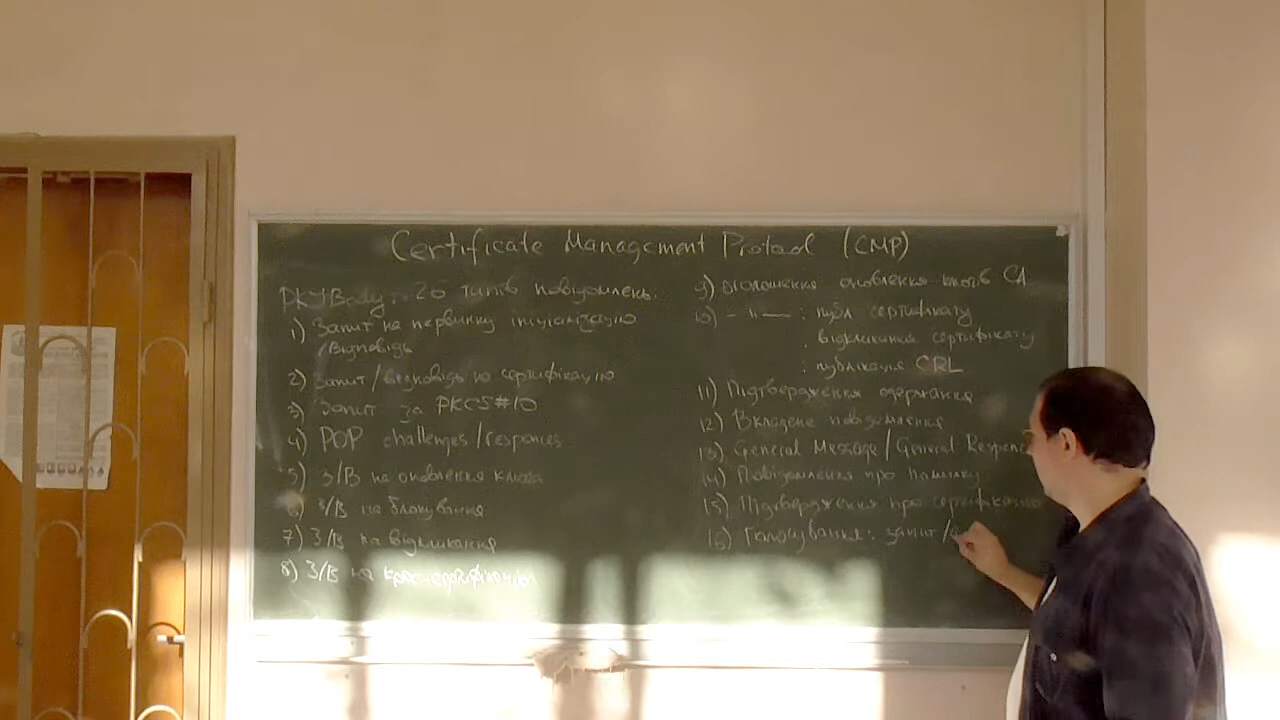 Certificate Management Protocol (CMP)
PKYBody: 26 типів повідомлень.
1) Запит на первинну ініціалізацію
/Відповідь
2) Запит/відповідь на сертифікацію
3) Запит за PKCS#10
4) POP challenges/responses
5) З/В на оновлення ключа
6) З/В на блокування
7) З/В на відкликання
8) З/В на крос-сертифікацію
9) Оголошення оновлення ключів CA
10) - " - : публ сертифікату
: відкликання сертифікату
: публікація CRL
11) Підтвердження одержання
12) Вкладене повідомлення
13) General Message/General Response
14) Повідомлення про помилку
15) Підтвердження про сертифікацію
16) Голосування: запит/